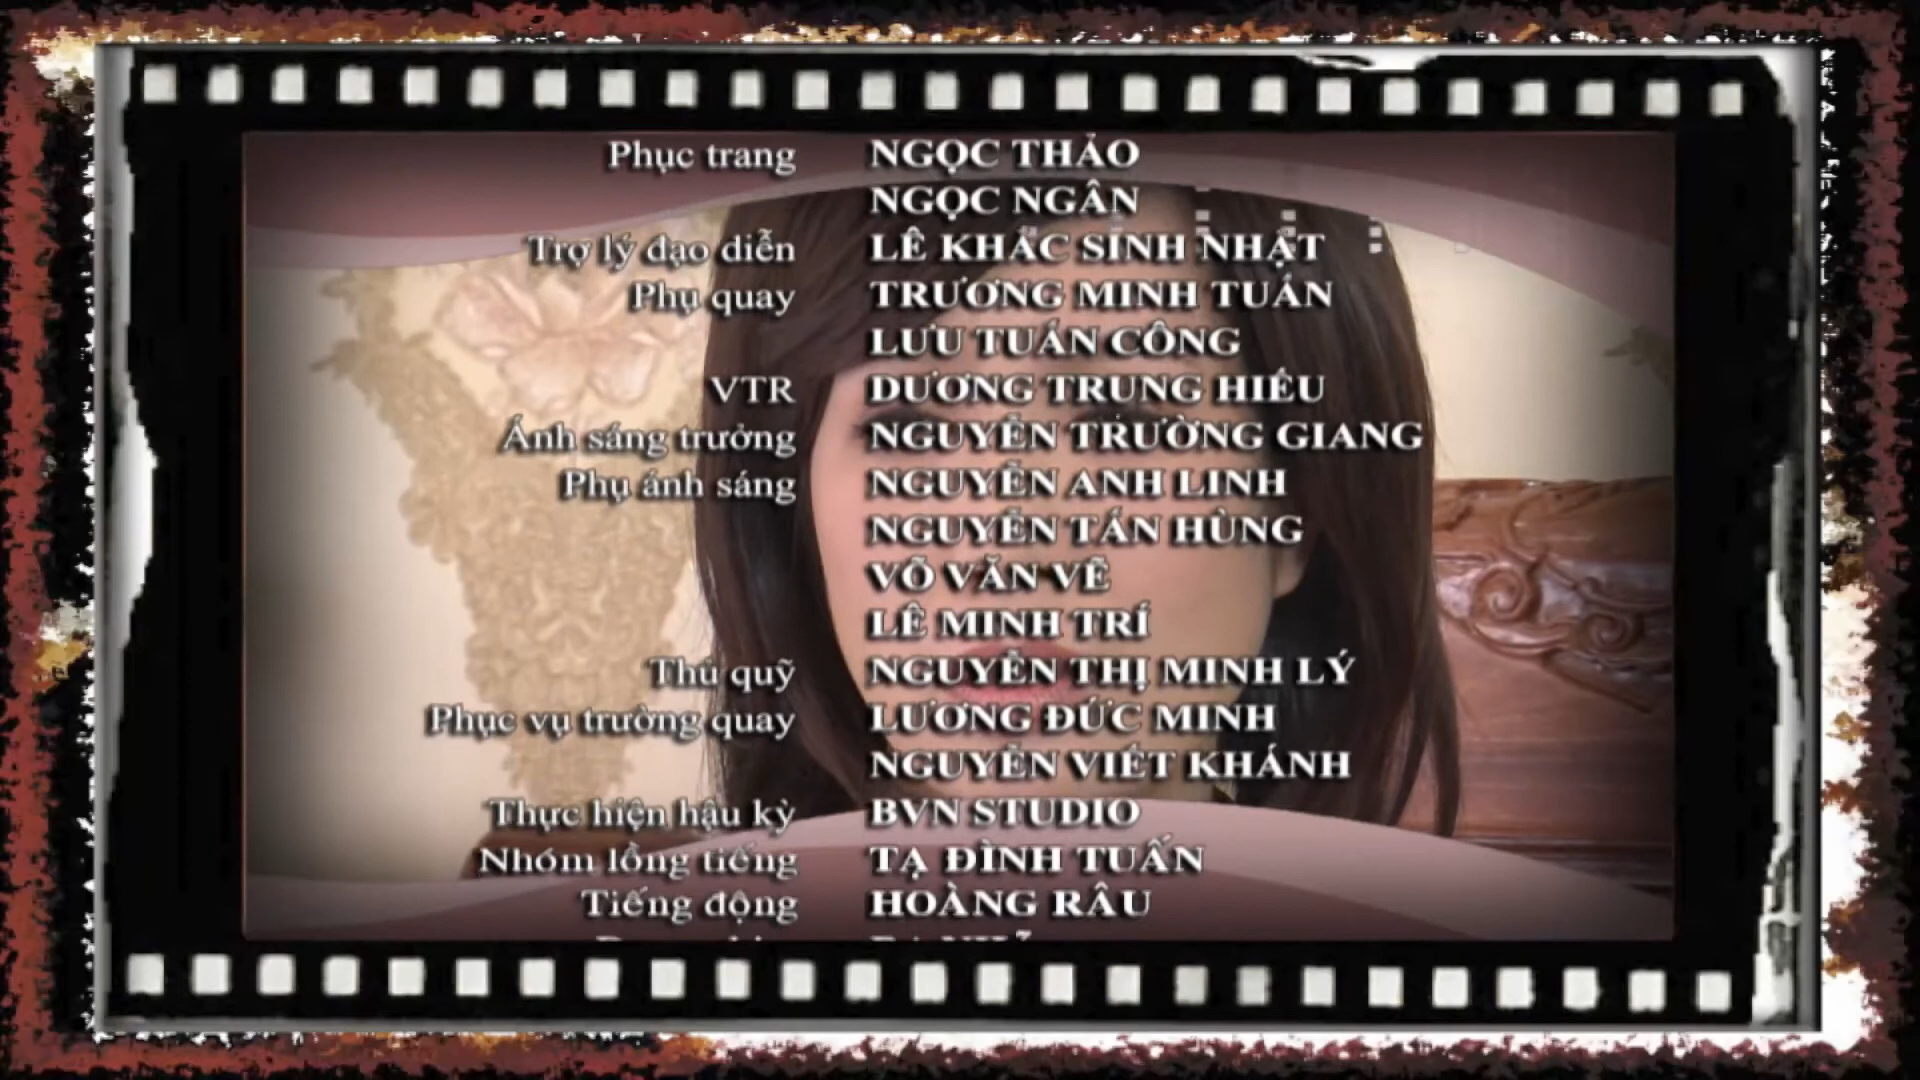 Phục trang NGỌC THẢO
NGỌC NGÂN
Trợ lý đạo diễn LÊ KHẮC SINH NHẬT
Phụ quay TRƯƠNG MINH TUẤN
LƯU TUẤN CÔNG
VTR DƯƠNG TRUNG HIẾU
Ánh sáng trưởng NGUYỄN TRƯỜNG GIANG
Phụ ánh sáng NGUYỄN ANH LINH
NGUYỄN TẤN HÙNG
VÕ VĂN VẼ
LÊ MINH TRÍ
Thủ quỹ NGUYỄN THỊ MINH LÝ
Phục vụ trường quay LƯƠNG ĐỨC MINH
NGUYỄN VIẾT KHÁNH
Thực hiện hậu kỳ BVN STUDIO
Nhóm lồng tiếng TẠ ĐÌNH TUẤN
Tiếng động HOÀNG RÂU